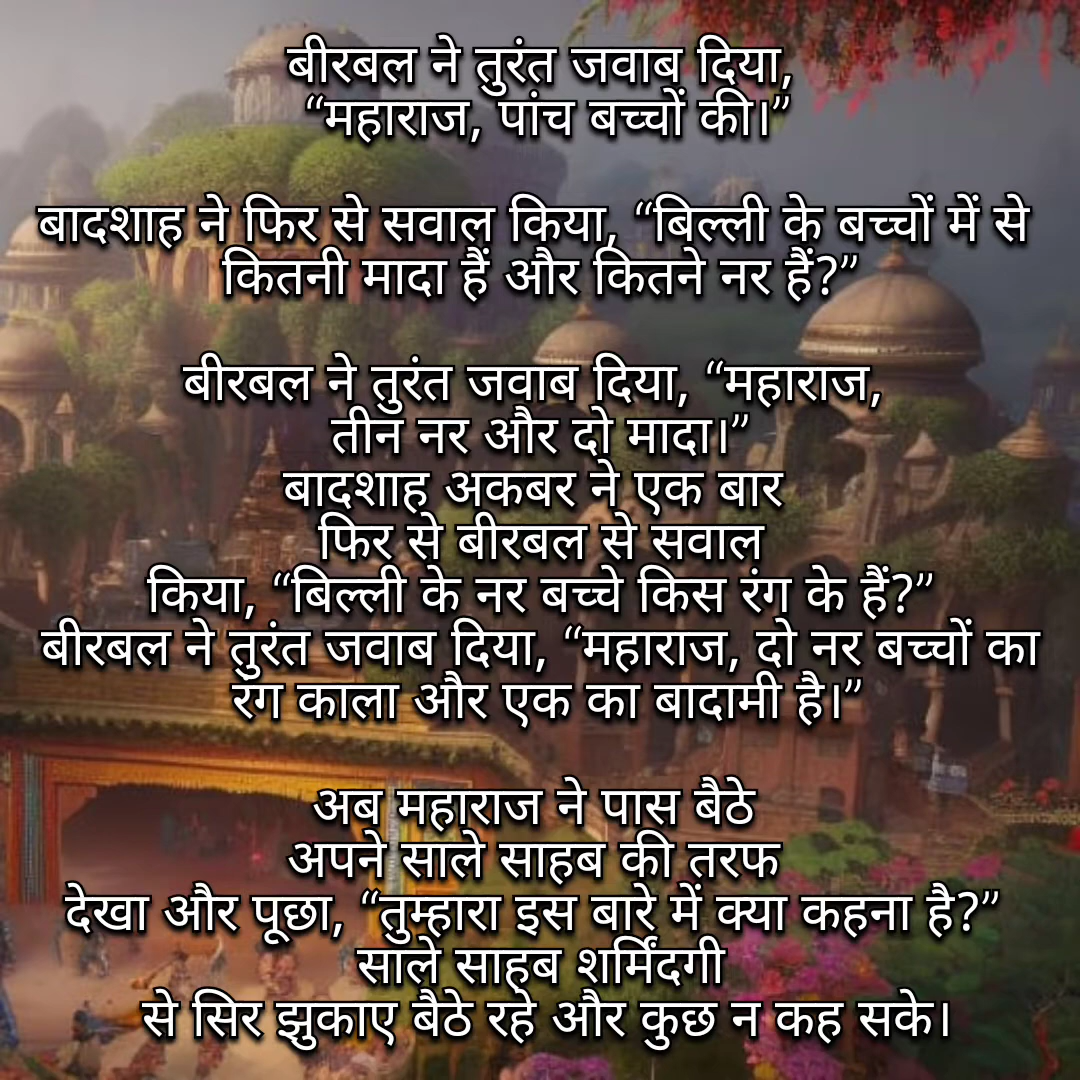 बीरबल ने तुरंत जवाब दिया,
“महाराज, पांच बच्चों की।”
बादशाह ने फिर से सवाल किया, “बिल्ली के बच्चों में से
कितनी मादा हैं और कितने नर हैं?”
बीरबल ने तुरंत जवाब दिया, “महाराज,
तीन नर और दो मादा।”
बादशाह अकबर ने एक बार
फिर से बीरबल से सवाल
किया, “बिल्ली के नर बच्चे किस रंग के हैं?”
बीरबल ने तुरंत जवाब दिया, “महाराज, दो नर बच्चों का
रंग काला और एक का बादामी है।”
अब महाराज ने पास बैठे
अपने साले साहब की तरफ
देखा और पूछा, “तुम्हारा इस बारे में क्या कहना है?”
साले साहब शर्मिंदगी
से सिर झुकाए बैठे रहे और कुछ न कह सके।